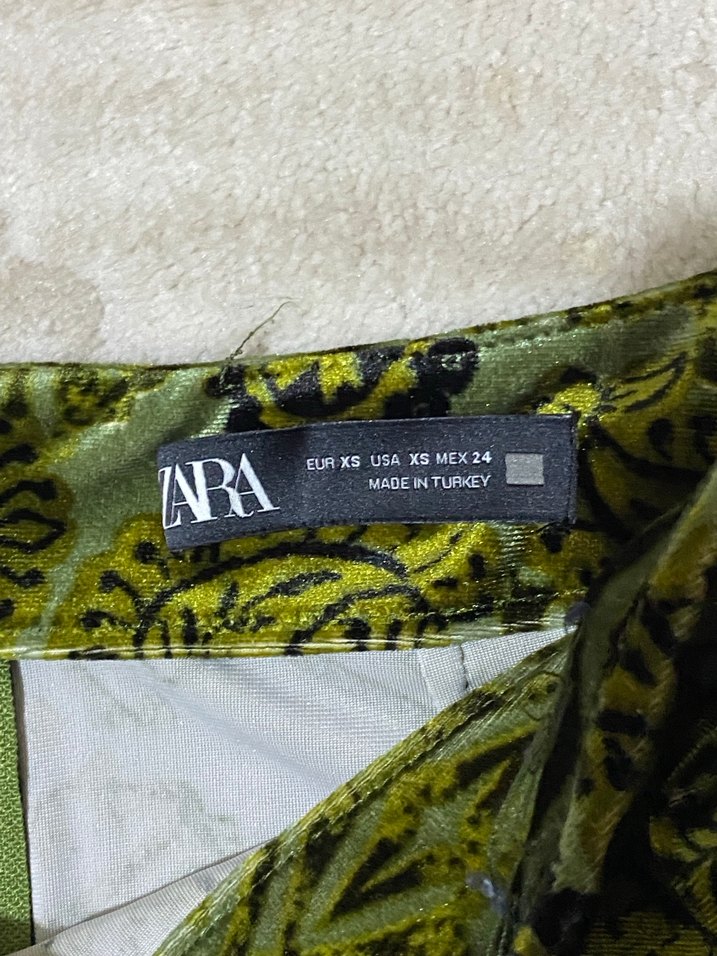 ZARA
EUR XS USA XS MEX 24
MADE IN TURKEY